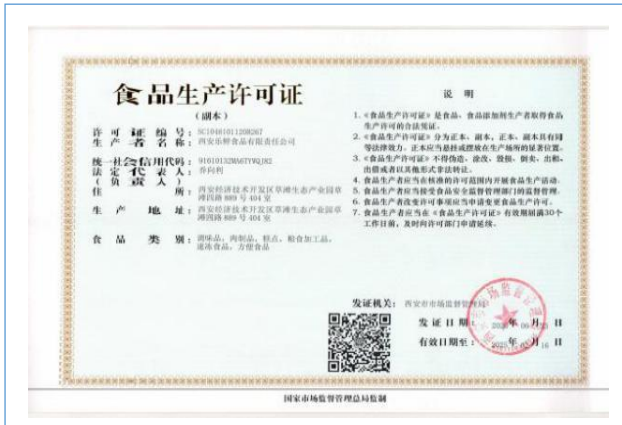 食品生产许可证
（副本）
许可证编号：
生产者名称：西安乐鲜食品有限责任公司
统一社会信用代码：
法定代表人：乔向利
（负责人）
住所：西安经济技术开发区草滩生态产业园草
滩四路 889 号 404 室
生产地址：西安经济技术开发区草滩生态产业园草
滩四路 889 号 404 室
食品类别：调味品，肉制品，糕点，粮食加工品，
速冻食品，方便食品
说 明
1.《食品生产许可证》是食品、食品添加剂生产者取得食品
生产许可的合法凭证。
2.《食品生产许可证》分为正本、副本。正本、副本具有同
等法律效力。正本应当悬挂或摆放在生产场所的显著位置。
3.《食品生产许可证》不得伪造、涂改、毁损、倒卖、出租、
出借或者以其他形式非法转让。
4. 食品生产者应当在核准的许可范围内开展食品生产活动。
5. 食品生产者应当接受食品安全监督管理部门的监督管理。
6. 食品生产者改变许可事项应当申请变更食品生产许可。
7. 食品生产者应当在《食品生产许可证》有效期届满30个
工作日前，及时向许可部门申请延续。
发证机关：西安市市场监督管理局
发证日期： 年 月 日
有效日期至： 年 月 16 日
国家市场监督管理总局监制